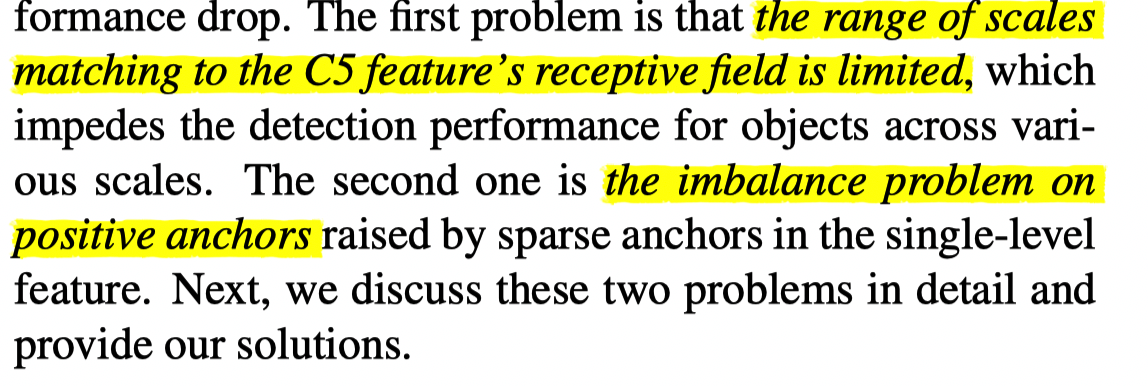 formance drop. The first problem is that the range of scales
matching to the C5 feature's receptive field is limited, which
impedes the detection performance for objects across vari-
ous scales. The second one is the imbalance problem on
positive anchors raised by sparse anchors in the single-level
feature. Next, we discuss these two problems in detail and
provide our solutions.